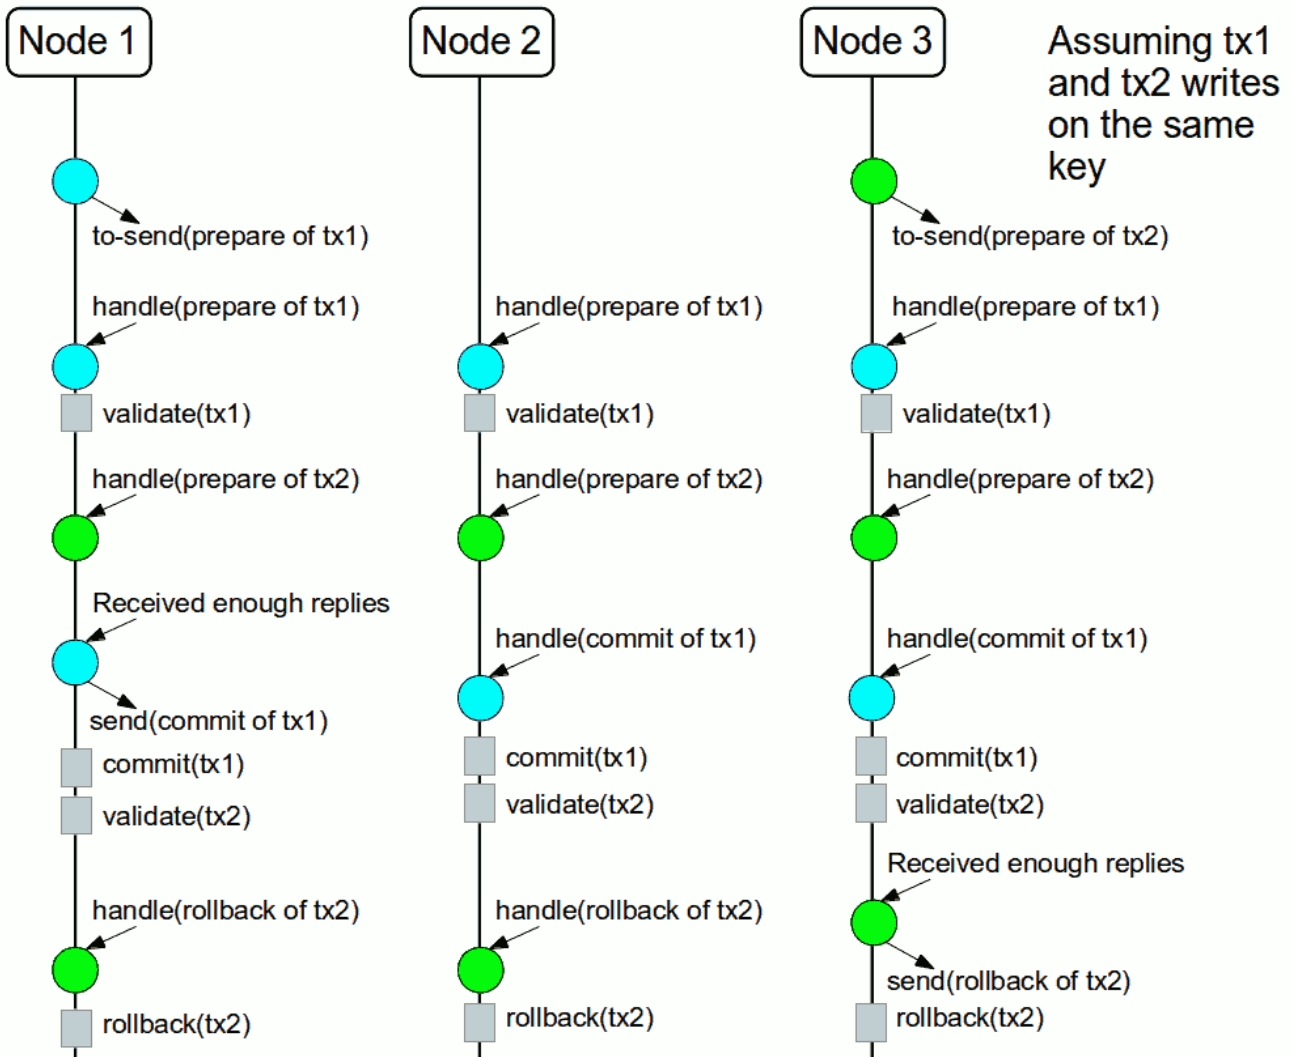 Node 1
Node 2
Node 3
Assuming tx1
and tx2 writes
on the same
key
to-send(prepare of tx1)
to-send(prepare of tx2)
handle(prepare of tx1)
handle(prepare of tx1)
handle(prepare of tx1)
validate(tx1)
validate(tx1)
validate(tx1)
handle(prepare of tx2)
handle(prepare of tx2)
handle(prepare of tx2)
Received enough replies
handle(commit of tx1)
handle(commit of tx1)
send(commit of tx1)
commit(tx1)
commit(tx1)
commit(tx1)
validate(tx2)
validate(tx2)
validate(tx2)
Received enough replies
handle(rollback of tx2)
handle(rollback of tx2)
send(rollback of tx2)
rollback(tx2)
rollback(tx2)
rollback(tx2)